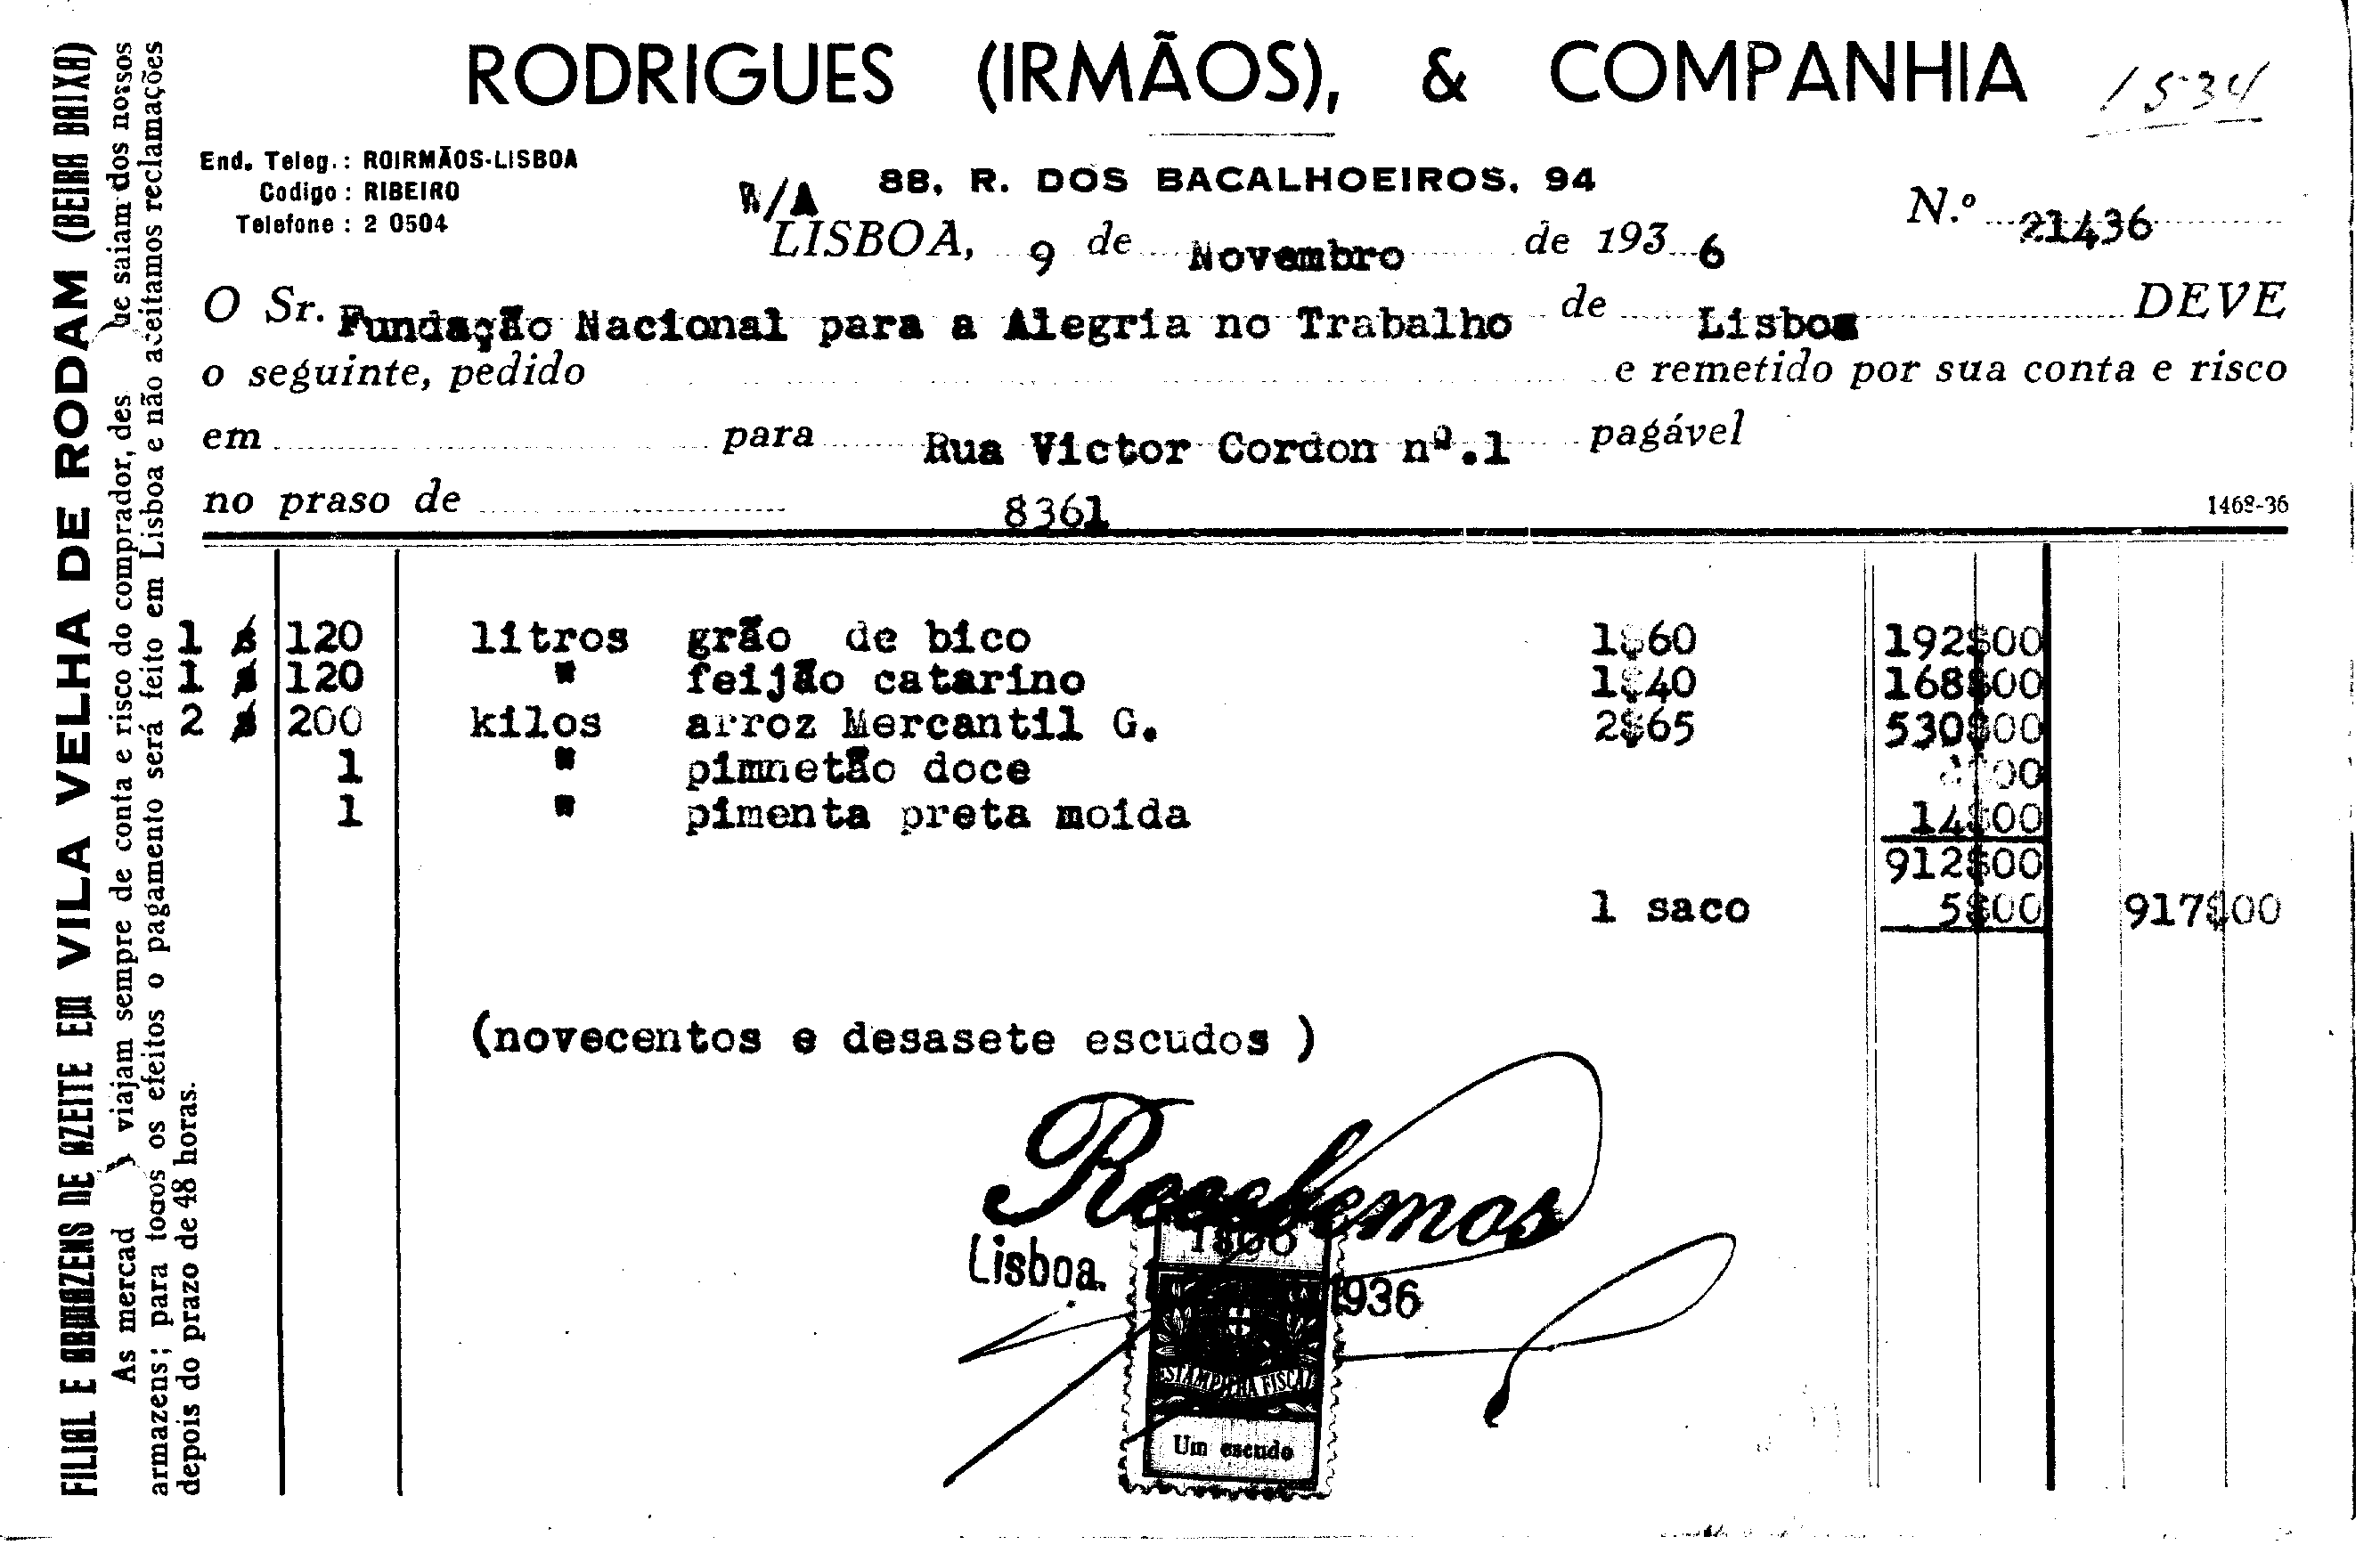 RODRIGUES (IRMÃOS), & COMPANHIA
1534
End. Teleg.: ROIRMÃOS-LISBOA
Codigo: RIBEIRO
Telefone: 2 0504
88, R. DOS BACALHOEIROS, 94
/A
LISBOA, 9 de Novembro de 1936
N.º 21436
O Sr. Fundação Nacional para a Alegria no Trabalho de Lisboa DEVE
o seguinte, pedido e remetido por sua conta e risco
em para Rua Victor Cordon nº.1 pagável
no praso de 8361
1468-36
1 s 120 litros grão de bico 1$60 192$00
1 s 120 " feijão catarino 1$40 168$00
2 s 200 kilos arroz Mercantil G. 2$65 530$00
1 " pimnetão doce $00
1 " pimenta preta moida 14$00
912$00
1 saco 5$00 917$00
(novecentos e desasete escudos )
Recebemos
Lisboa. 1936
1$00
ESTAMPILHA FISCAL
Um escudo
FILIAL E ARMAZENS DE AZEITE EM VILA VELHA DE RODAM (BEIRA BAIXA)
As mercad viajam sempre de conta e risco do comprador, des ue saiam dos nossos
armazens; para todos os efeitos o pagamento será feito em Lisboa e não aceitamos reclamações
depois do prazo de 48 horas.